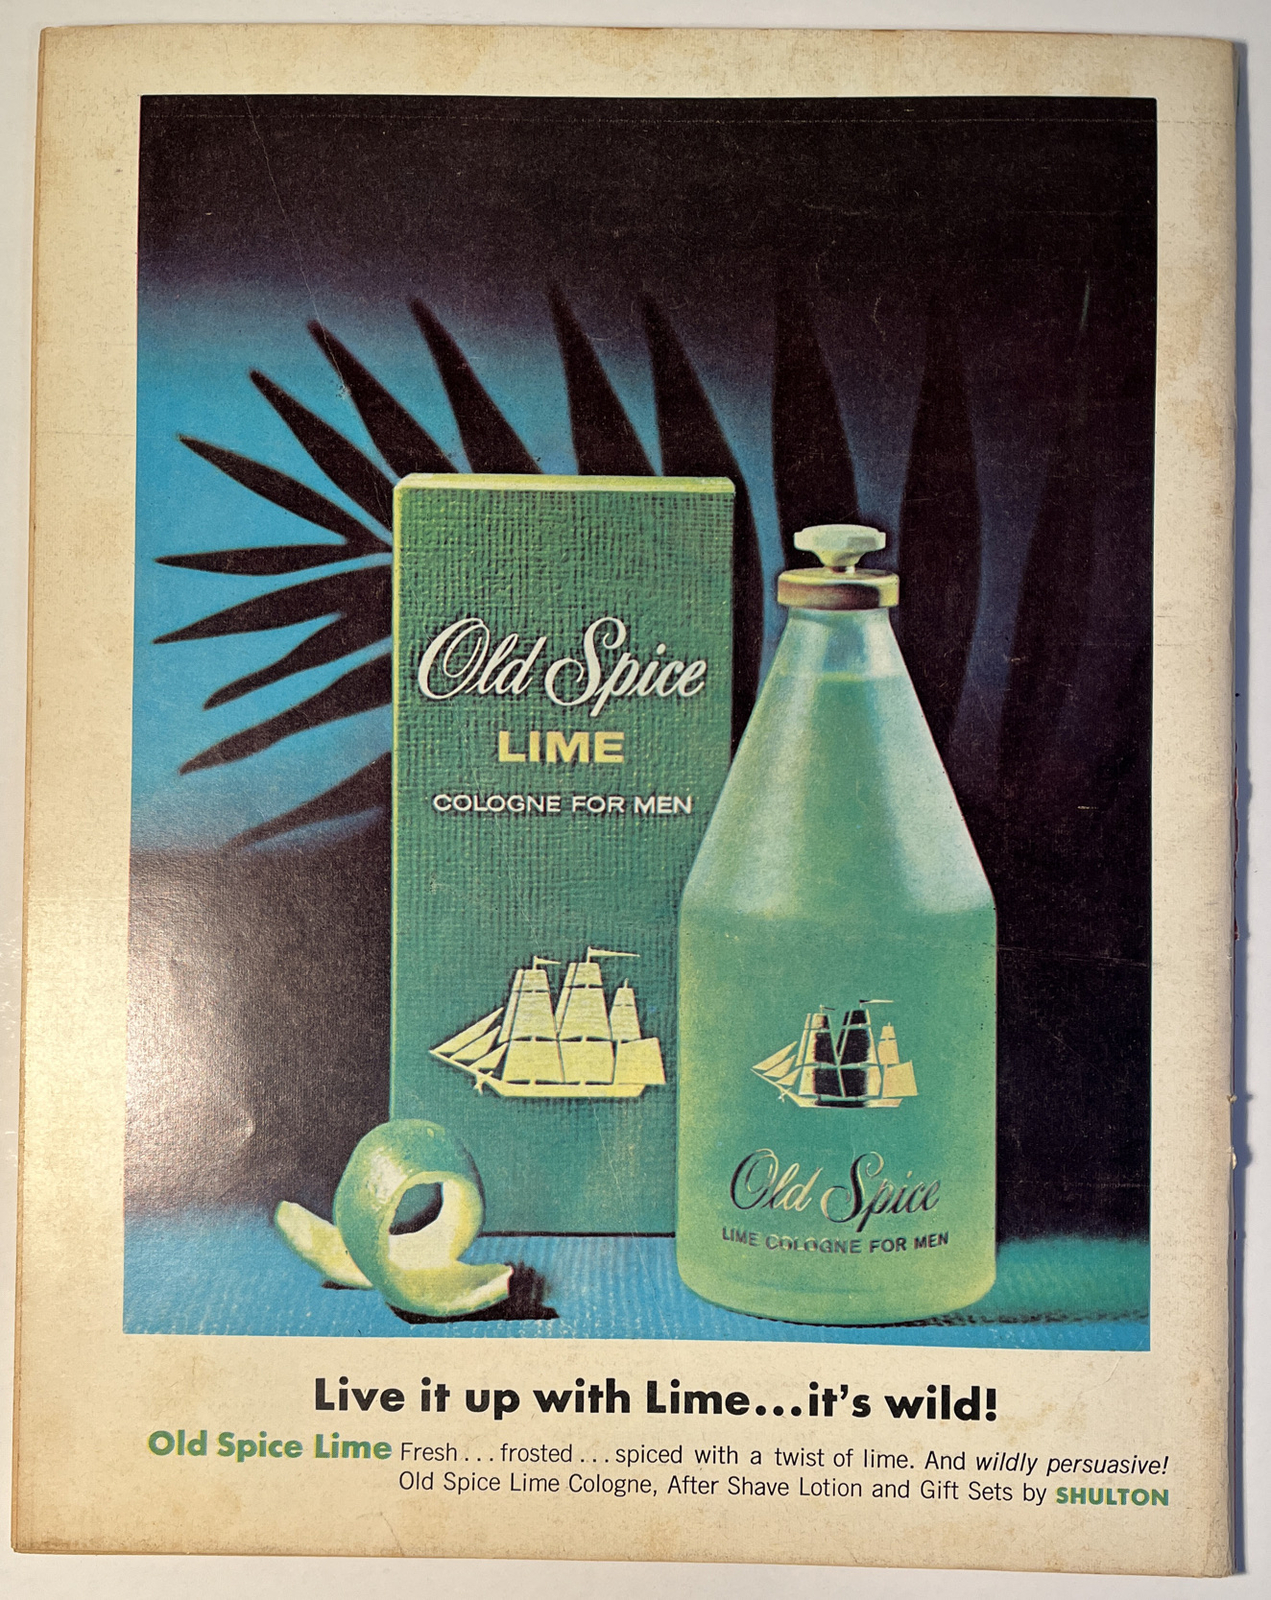 Old Spice
LIME
COLOGNE FOR MEN
Old Spice
LIME COLOGNE FOR MEN
Live it up with Lime...it's wild!
Old Spice Lime Fresh...frosted...spiced with a twist of lime. And wildly persuasive!
Old Spice Lime Cologne, After Shave Lotion and Gift Sets by SHULTON